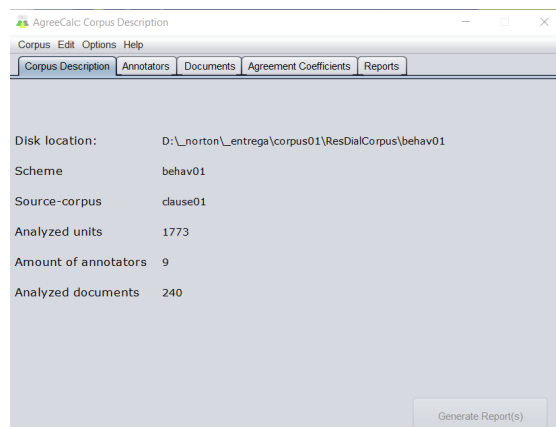 AgreeCalc: Corpus Description
Corpus Edit Options Help
Corpus Description Annotators Documents Agreement Coefficients Reports
Disk location: D:\_norton\_entrega\corpus01\ResDialCorpus\behav01
Scheme behav01
Source-corpus clause01
Analyzed units 1773
Amount of annotators 9
Analyzed documents 240
Generate Report(s)